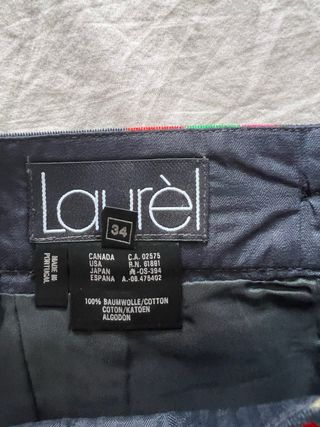 Laurèl
34
MADE IN
PORTUGAL
CANADA C.A. 02575
USA R.N. 61891
JAPAN -OS-394
ESPANA A.-08.475402
100% BAUMWOLLE/COTTON
COTON/KATOEN
ALGODON